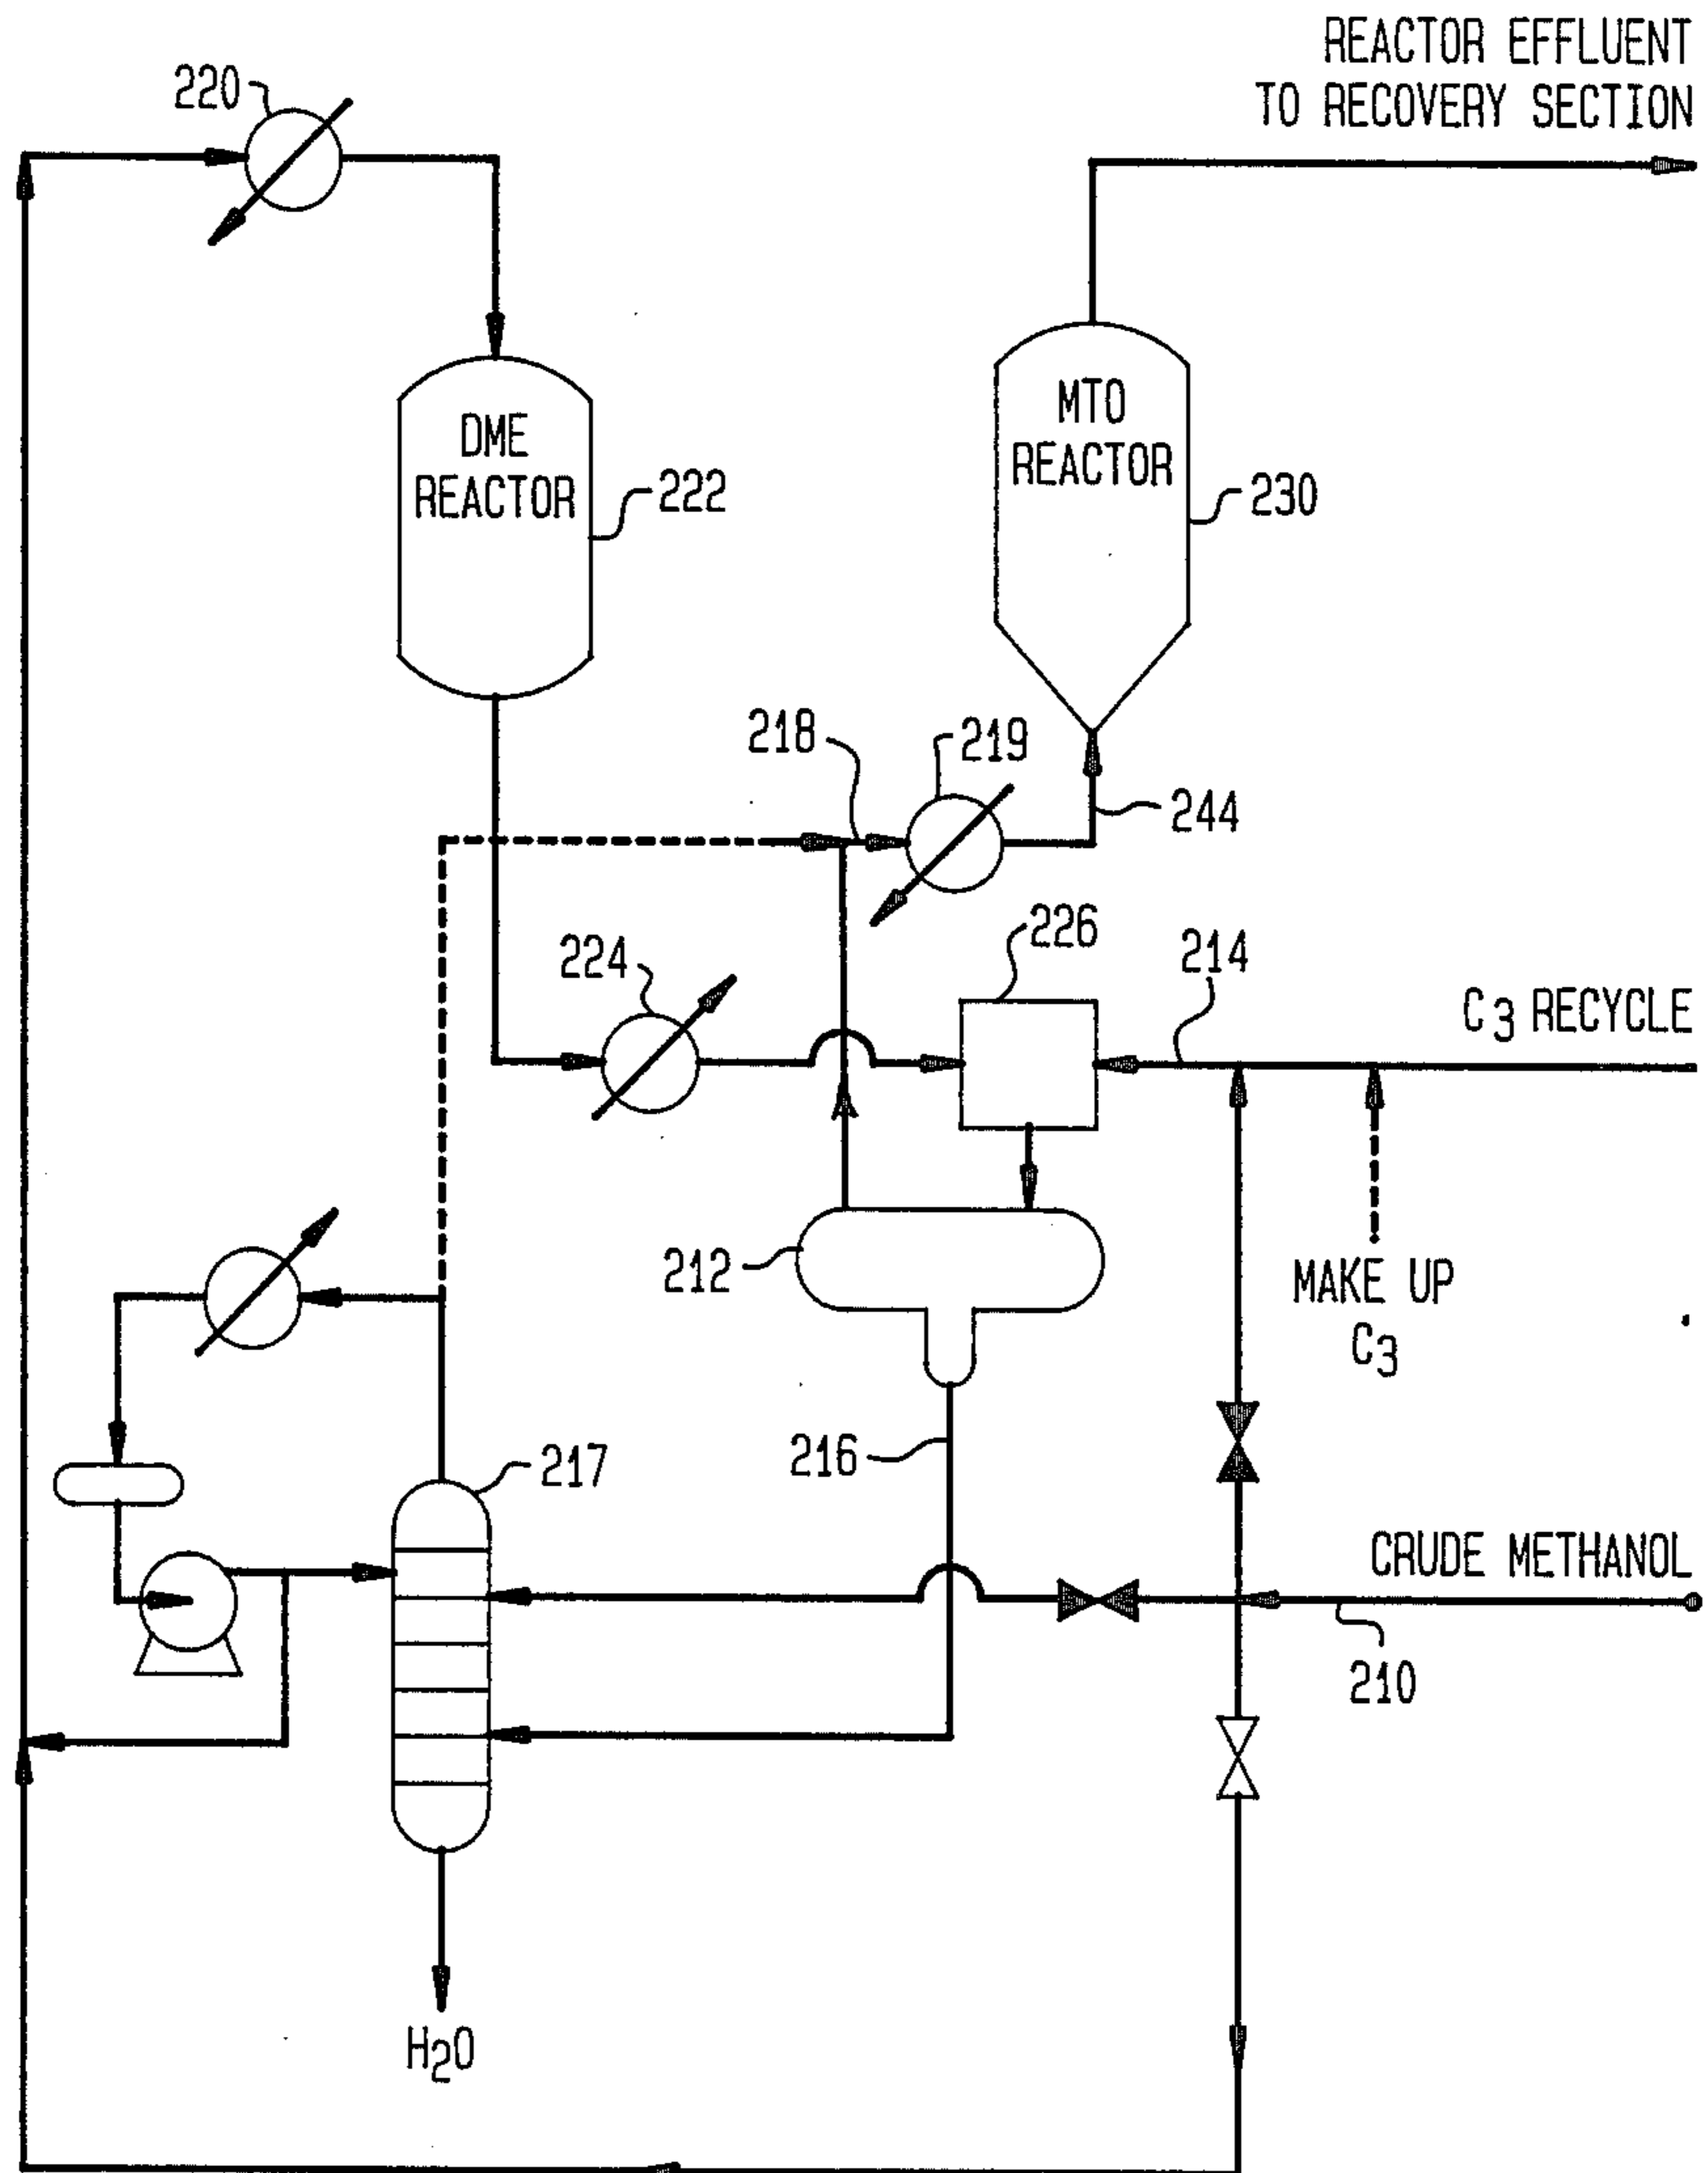 REACTOR EFFLUENT
TO RECOVERY SECTION
220
DME
REACTOR
222
MTO
REACTOR
230
218
219
244
224
226
214
C3 RECYCLE
212
MAKE UP
C3
216
217
CRUDE METHANOL
210
H2O